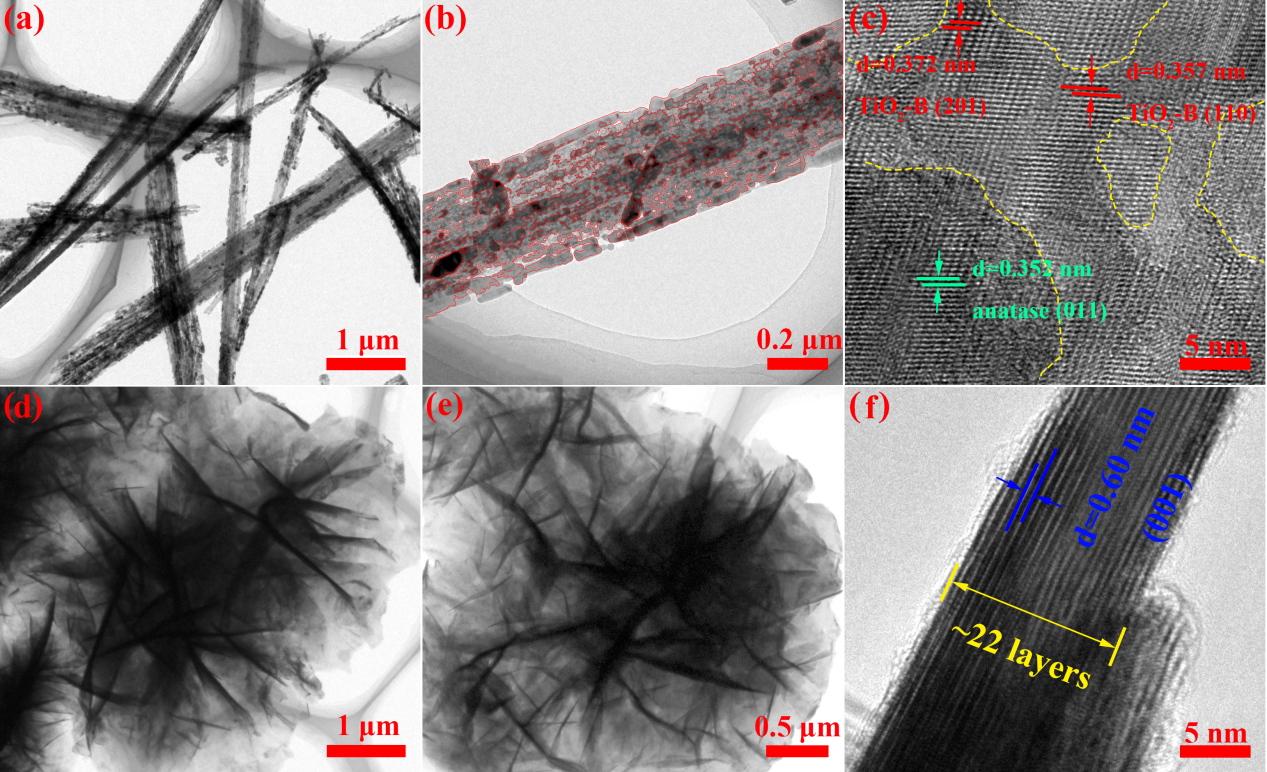 (a)
1 μm
(b)
0.2 μm
(c)
d=0.372 nm
TiO2-B (201)
d=0.357 nm
TiO2-B (110)
d=0.352 nm
anatase (011)
5 nm
(d)
1 μm
(e)
0.5 μm
(f)
d=0.60 nm
(001)
~22 layers
5 nm